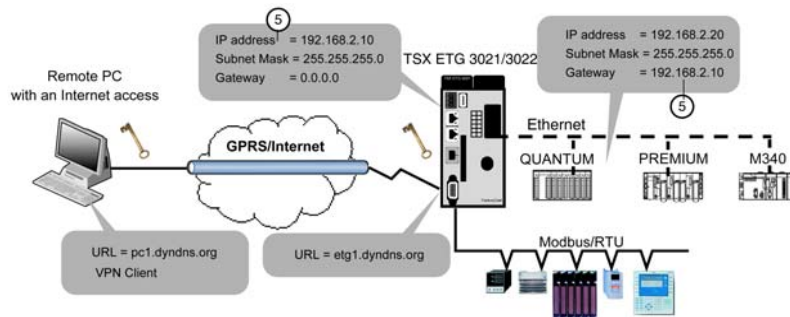 5
IP address = 192.168.2.10
Subnet Mask = 255.255.255.0
Gateway = 0.0.0.0
TSX ETG 3021/3022
IP address = 192.168.2.20
Subnet Mask = 255.255.255.0
Gateway = 192.168.2.10
5
Remote PC
with an Internet access
GPRS/Internet
Ethernet
QUANTUM
PREMIUM
M340
URL = pc1.dyndns.org
VPN Client
URL = etg1.dyndns.org
Modbus/RTU